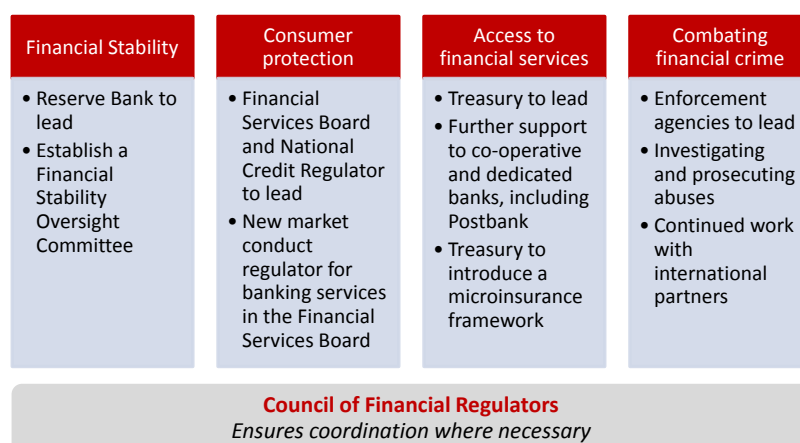 Financial Stability
• Reserve Bank to
lead
• Establish a
Financial
Stability
Oversight
Committee
Consumer
protection
• Financial
Services Board
and National
Credit Regulator
to lead
• New market
conduct
regulator for
banking services
in the Financial
Services Board
Access to
financial services
• Treasury to lead
• Further support
to co-operative
and dedicated
banks, including
Postbank
• Treasury to
introduce a
microinsurance
framework
Combating
financial crime
• Enforcement
agencies to lead
• Investigating
and prosecuting
abuses
• Continued work
with
international
partners
Council of Financial Regulators
Ensures coordination where necessary